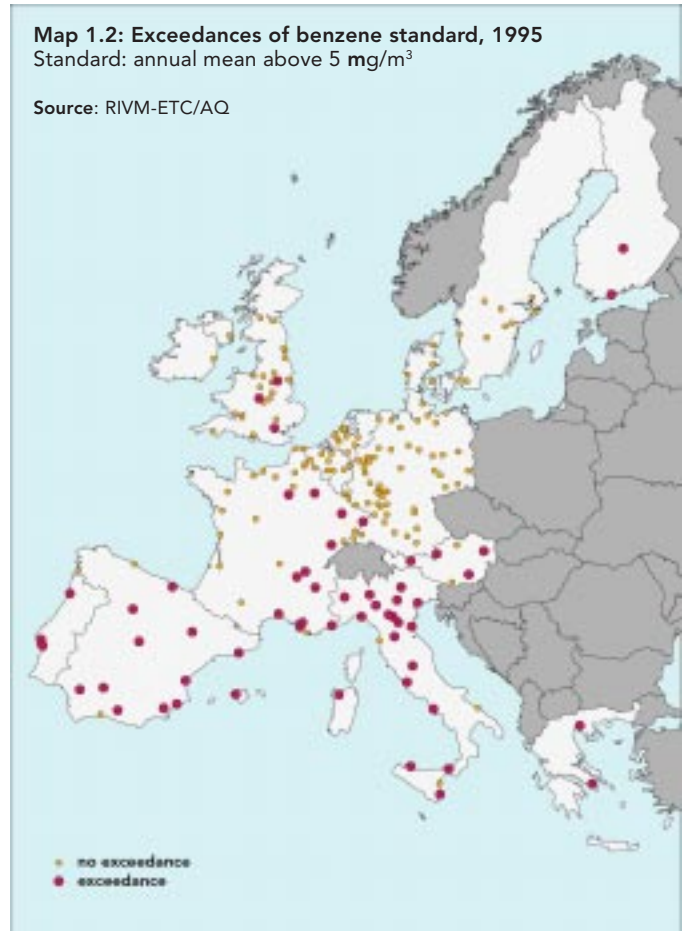 Map 1.2: Exceedances of benzene standard, 1995
Standard: annual mean above 5 mg/m³
Source: RIVM-ETC/AQ
no exceedance
exceedance